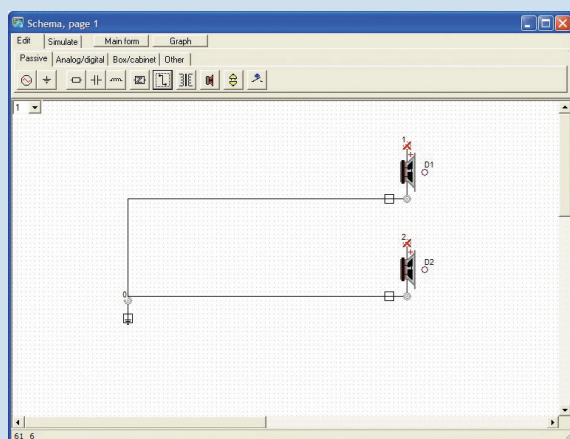 Schema, page 1
Edit Simulate Main form Graph
Passive Analog/digital Box/cabinet Other
1
1
D1
2
D2
0
61 6